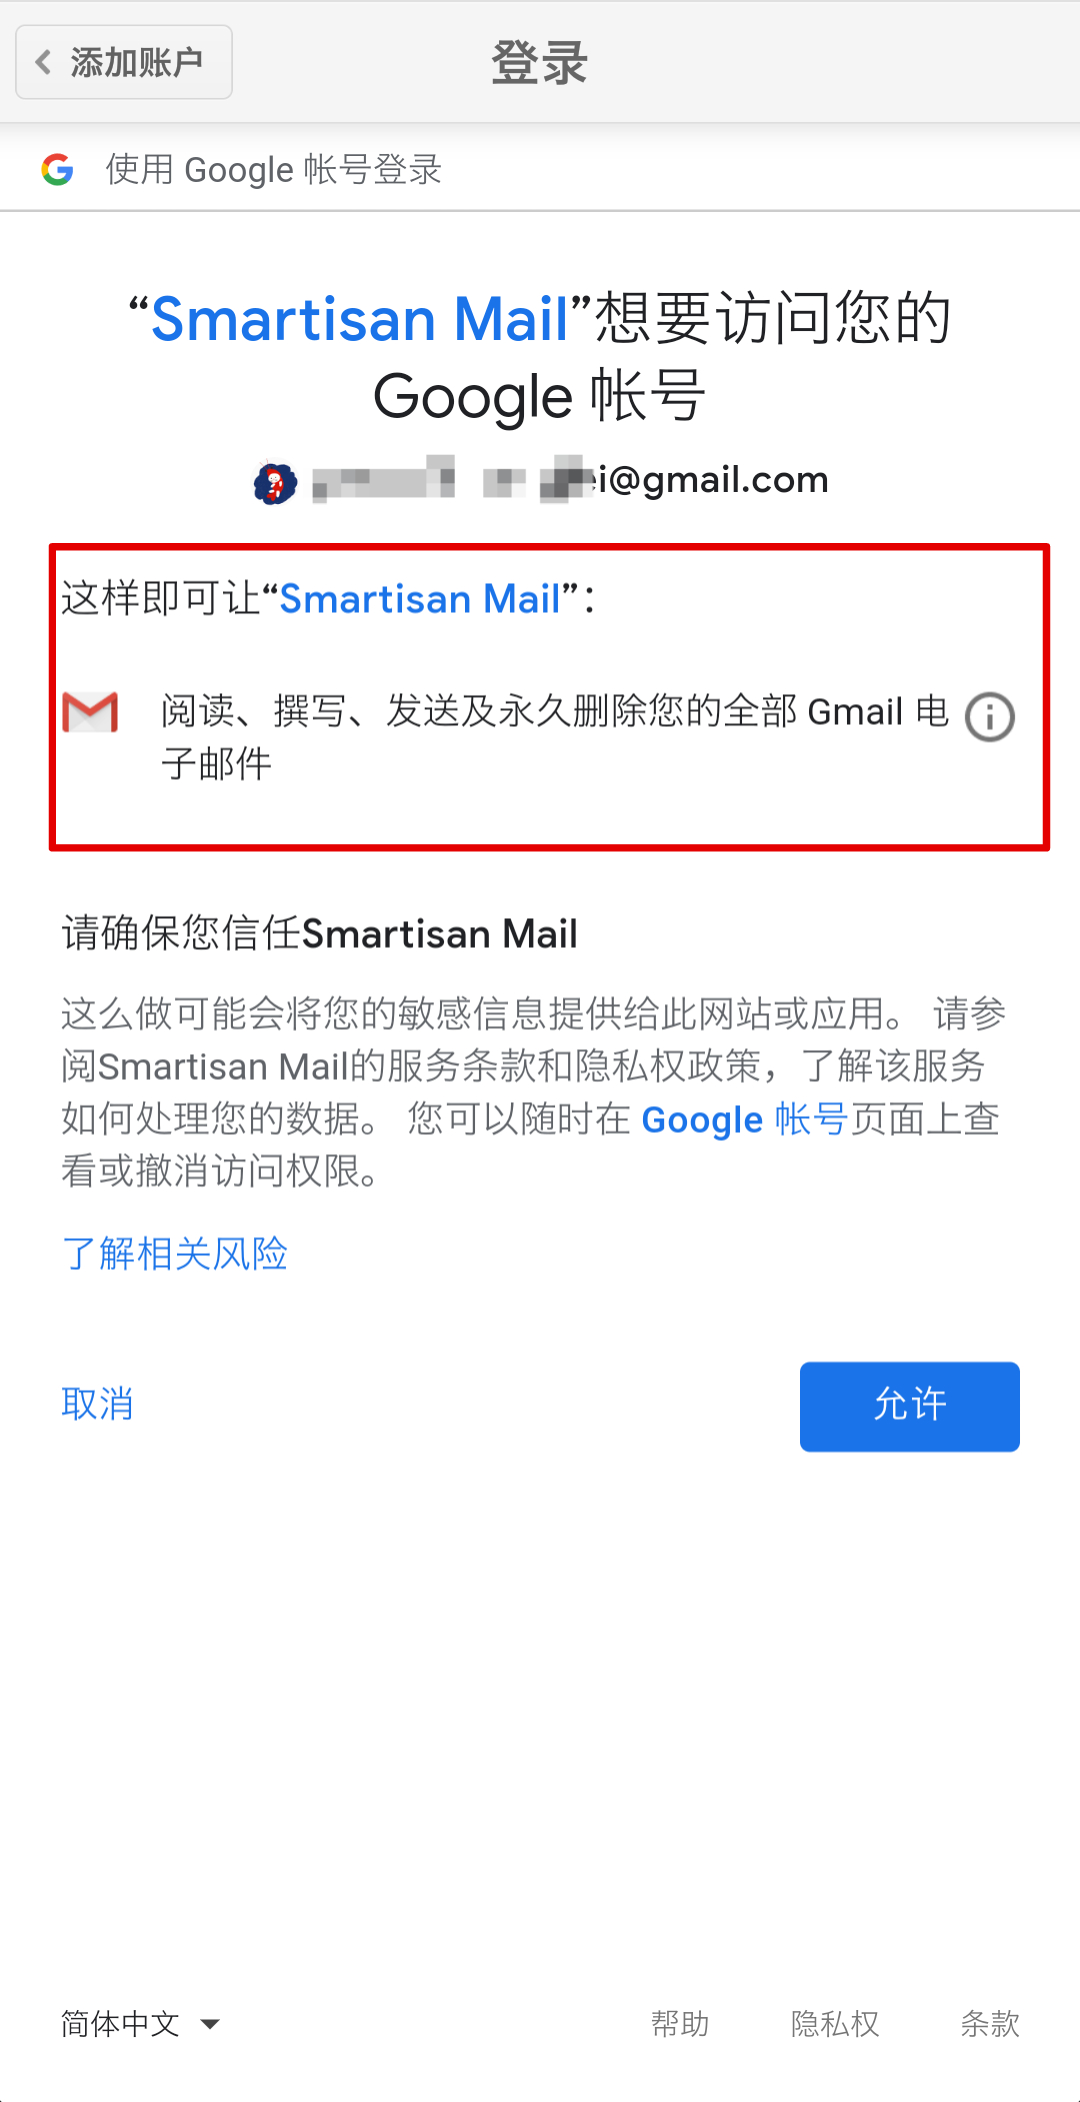 添加账户
登录
使用 Google 帐号登录
“Smartisan Mail”想要访问您的
Google 帐号
i@gmail.com
这样即可让“Smartisan Mail”：
阅读、撰写、发送及永久删除您的全部 Gmail 电
子邮件
请确保您信任Smartisan Mail
这么做可能会将您的敏感信息提供给此网站或应用。 请参
阅Smartisan Mail的服务条款和隐私权政策，了解该服务
如何处理您的数据。 您可以随时在 Google 帐号页面上查
看或撤消访问权限。
了解相关风险
取消
允许
简体中文
帮助
隐私权
条款